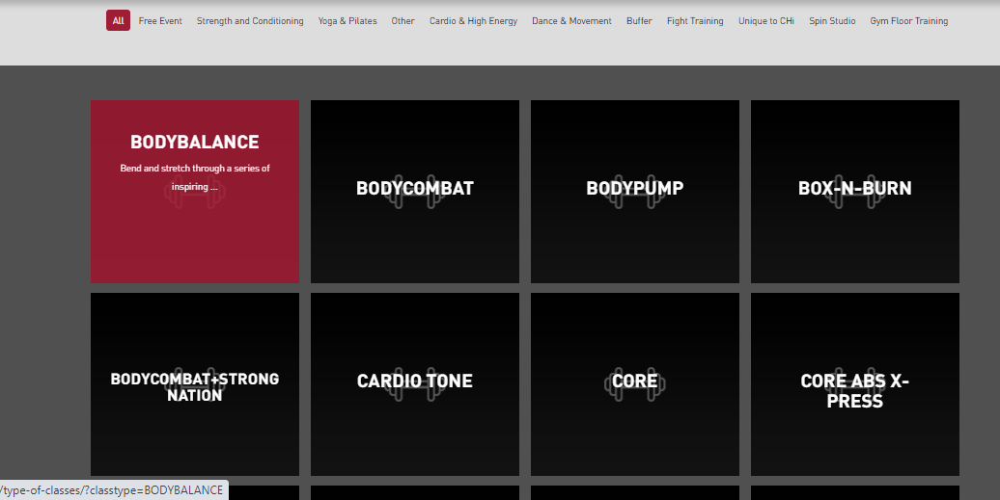 All Free Event Strength and Conditioning Yoga & Pilates Other Cardio & High Energy Dance & Movement Buffer Fight Training Unique to CHi Spin Studio Gym Floor Training
BODYBALANCE
Bend and stretch through a series of
inspiring ...
BODYCOMBAT
BODYPUMP
BOX-N-BURN
BODYCOMBAT+STRONG
NATION
CARDIO TONE
CORE
CORE ABS X-
PRESS
/type-of-classes/?classtype=BODYBALANCE